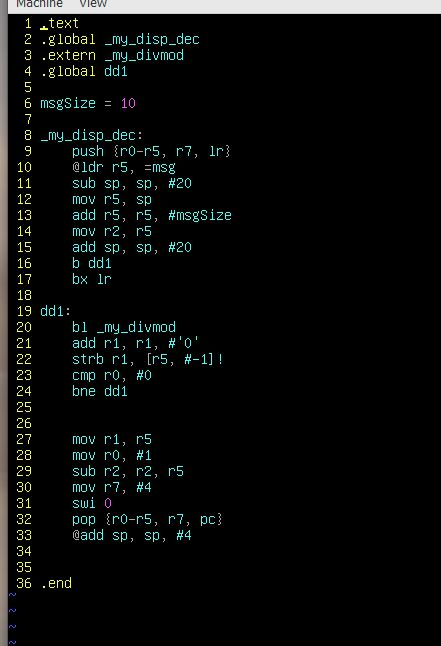 Machine View
1 .text
2 .global _my_disp_dec
3 .extern _my_divmod
4 .global dd1
5
6 msgSize = 10
7
8 _my_disp_dec:
9 push {r0-r5, r7, lr}
10 @ldr r5, =msg
11 sub sp, sp, #20
12 mov r5, sp
13 add r5, r5, #msgSize
14 mov r2, r5
15 add sp, sp, #20
16 b dd1
17 bx lr
18
19 dd1:
20 bl _my_divmod
21 add r1, r1, #'0'
22 strb r1, [r5, #-1]!
23 cmp r0, #0
24 bne dd1
25
26
27 mov r1, r5
28 mov r0, #1
29 sub r2, r2, r5
30 mov r7, #4
31 swi 0
32 pop {r0-r5, r7, pc}
33 @add sp, sp, #4
34
35
36 .end
~
~
~
~